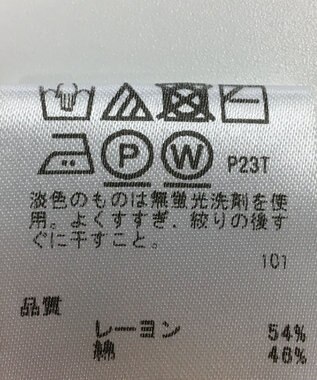 P W P23T
淡色のものは無蛍光洗剤を使
用。よくすすぎ、絞りの後す
ぐに干すこと。
101
品質
レーヨン 54%
綿 46%